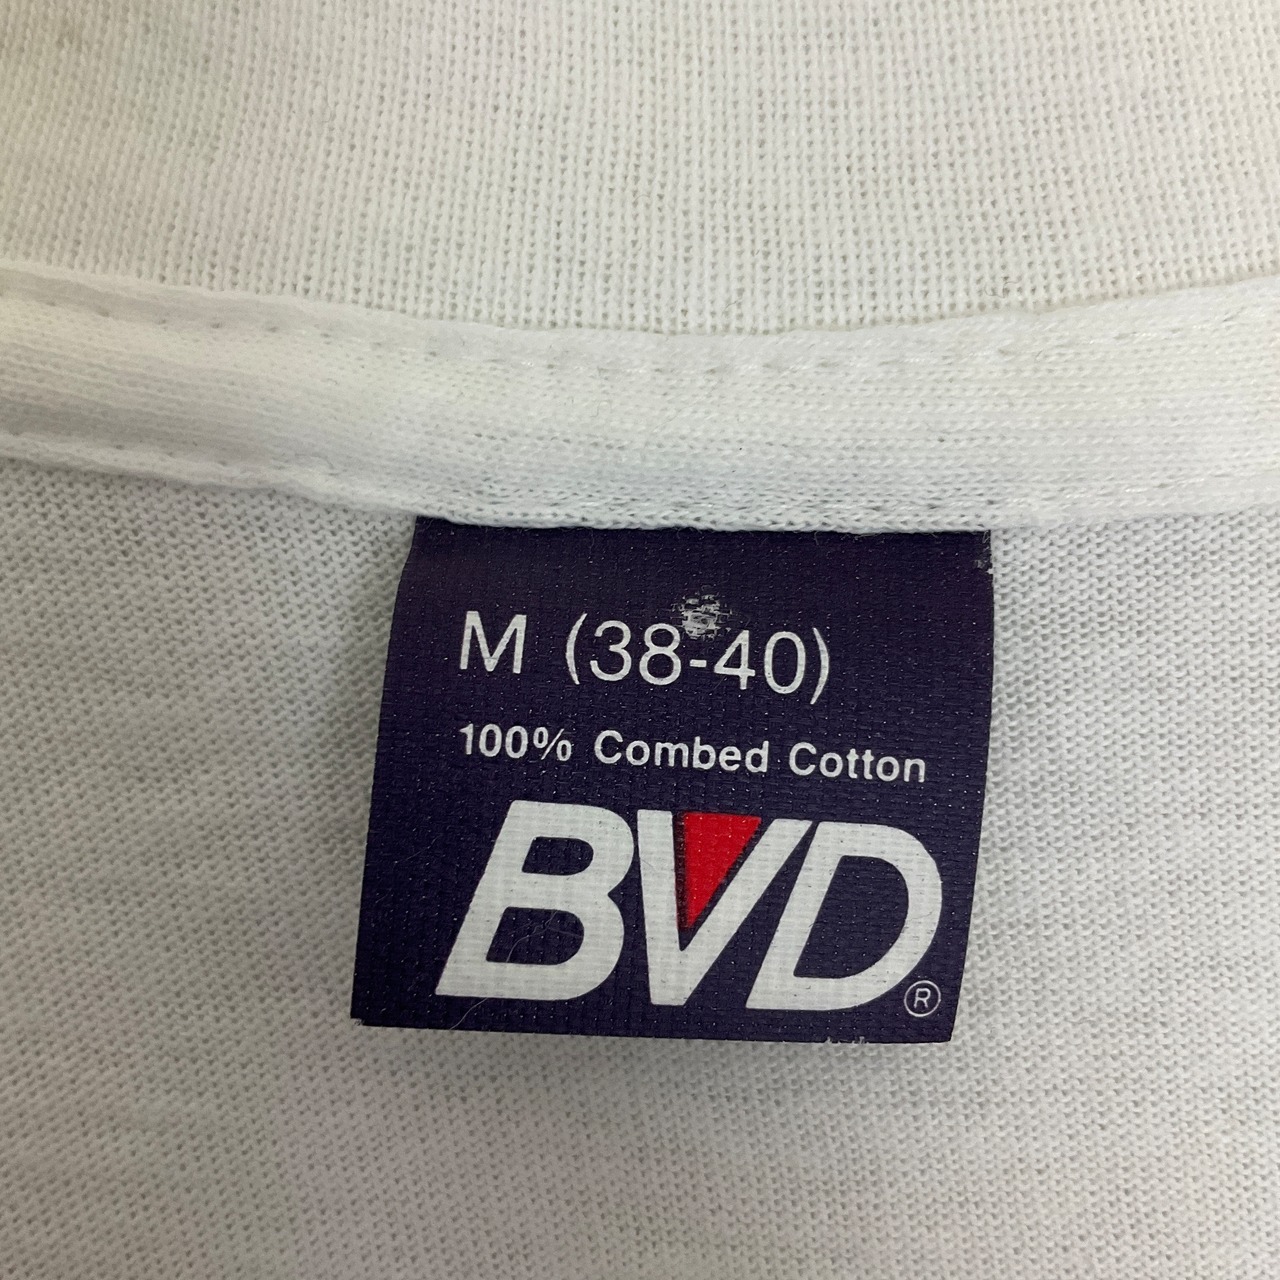 M (38-40)
100% Combed Cotton
BVD®